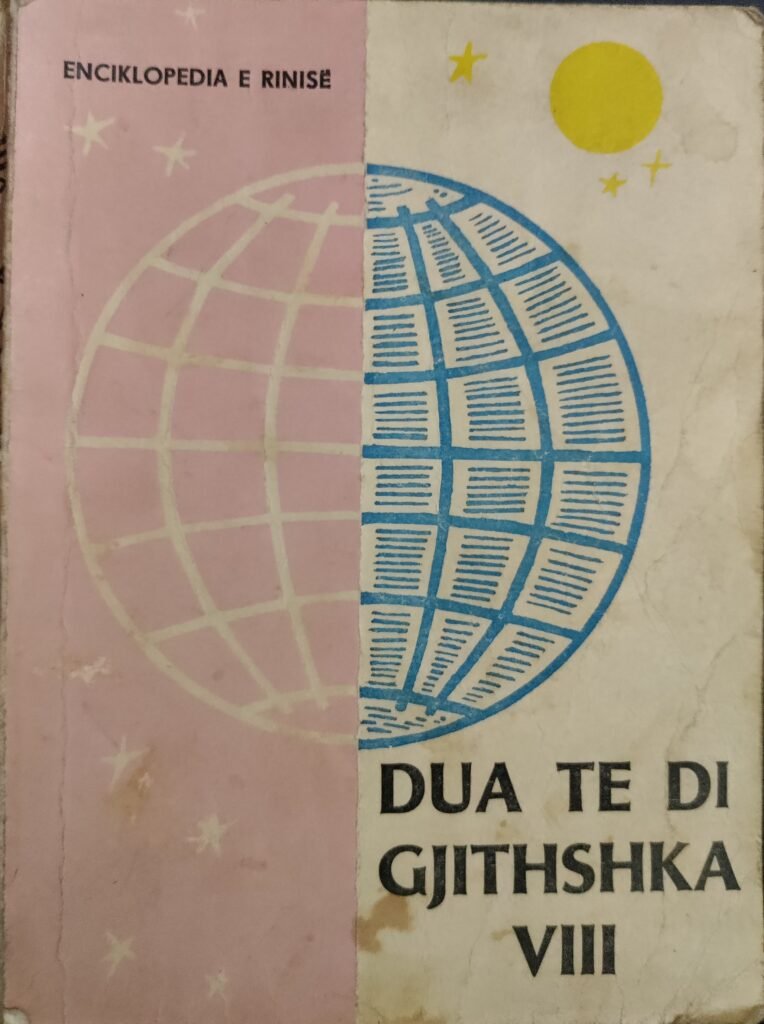 ENCIKLOPEDIA E RINISË
DUA TE DI
GJITHSHKA
VIII